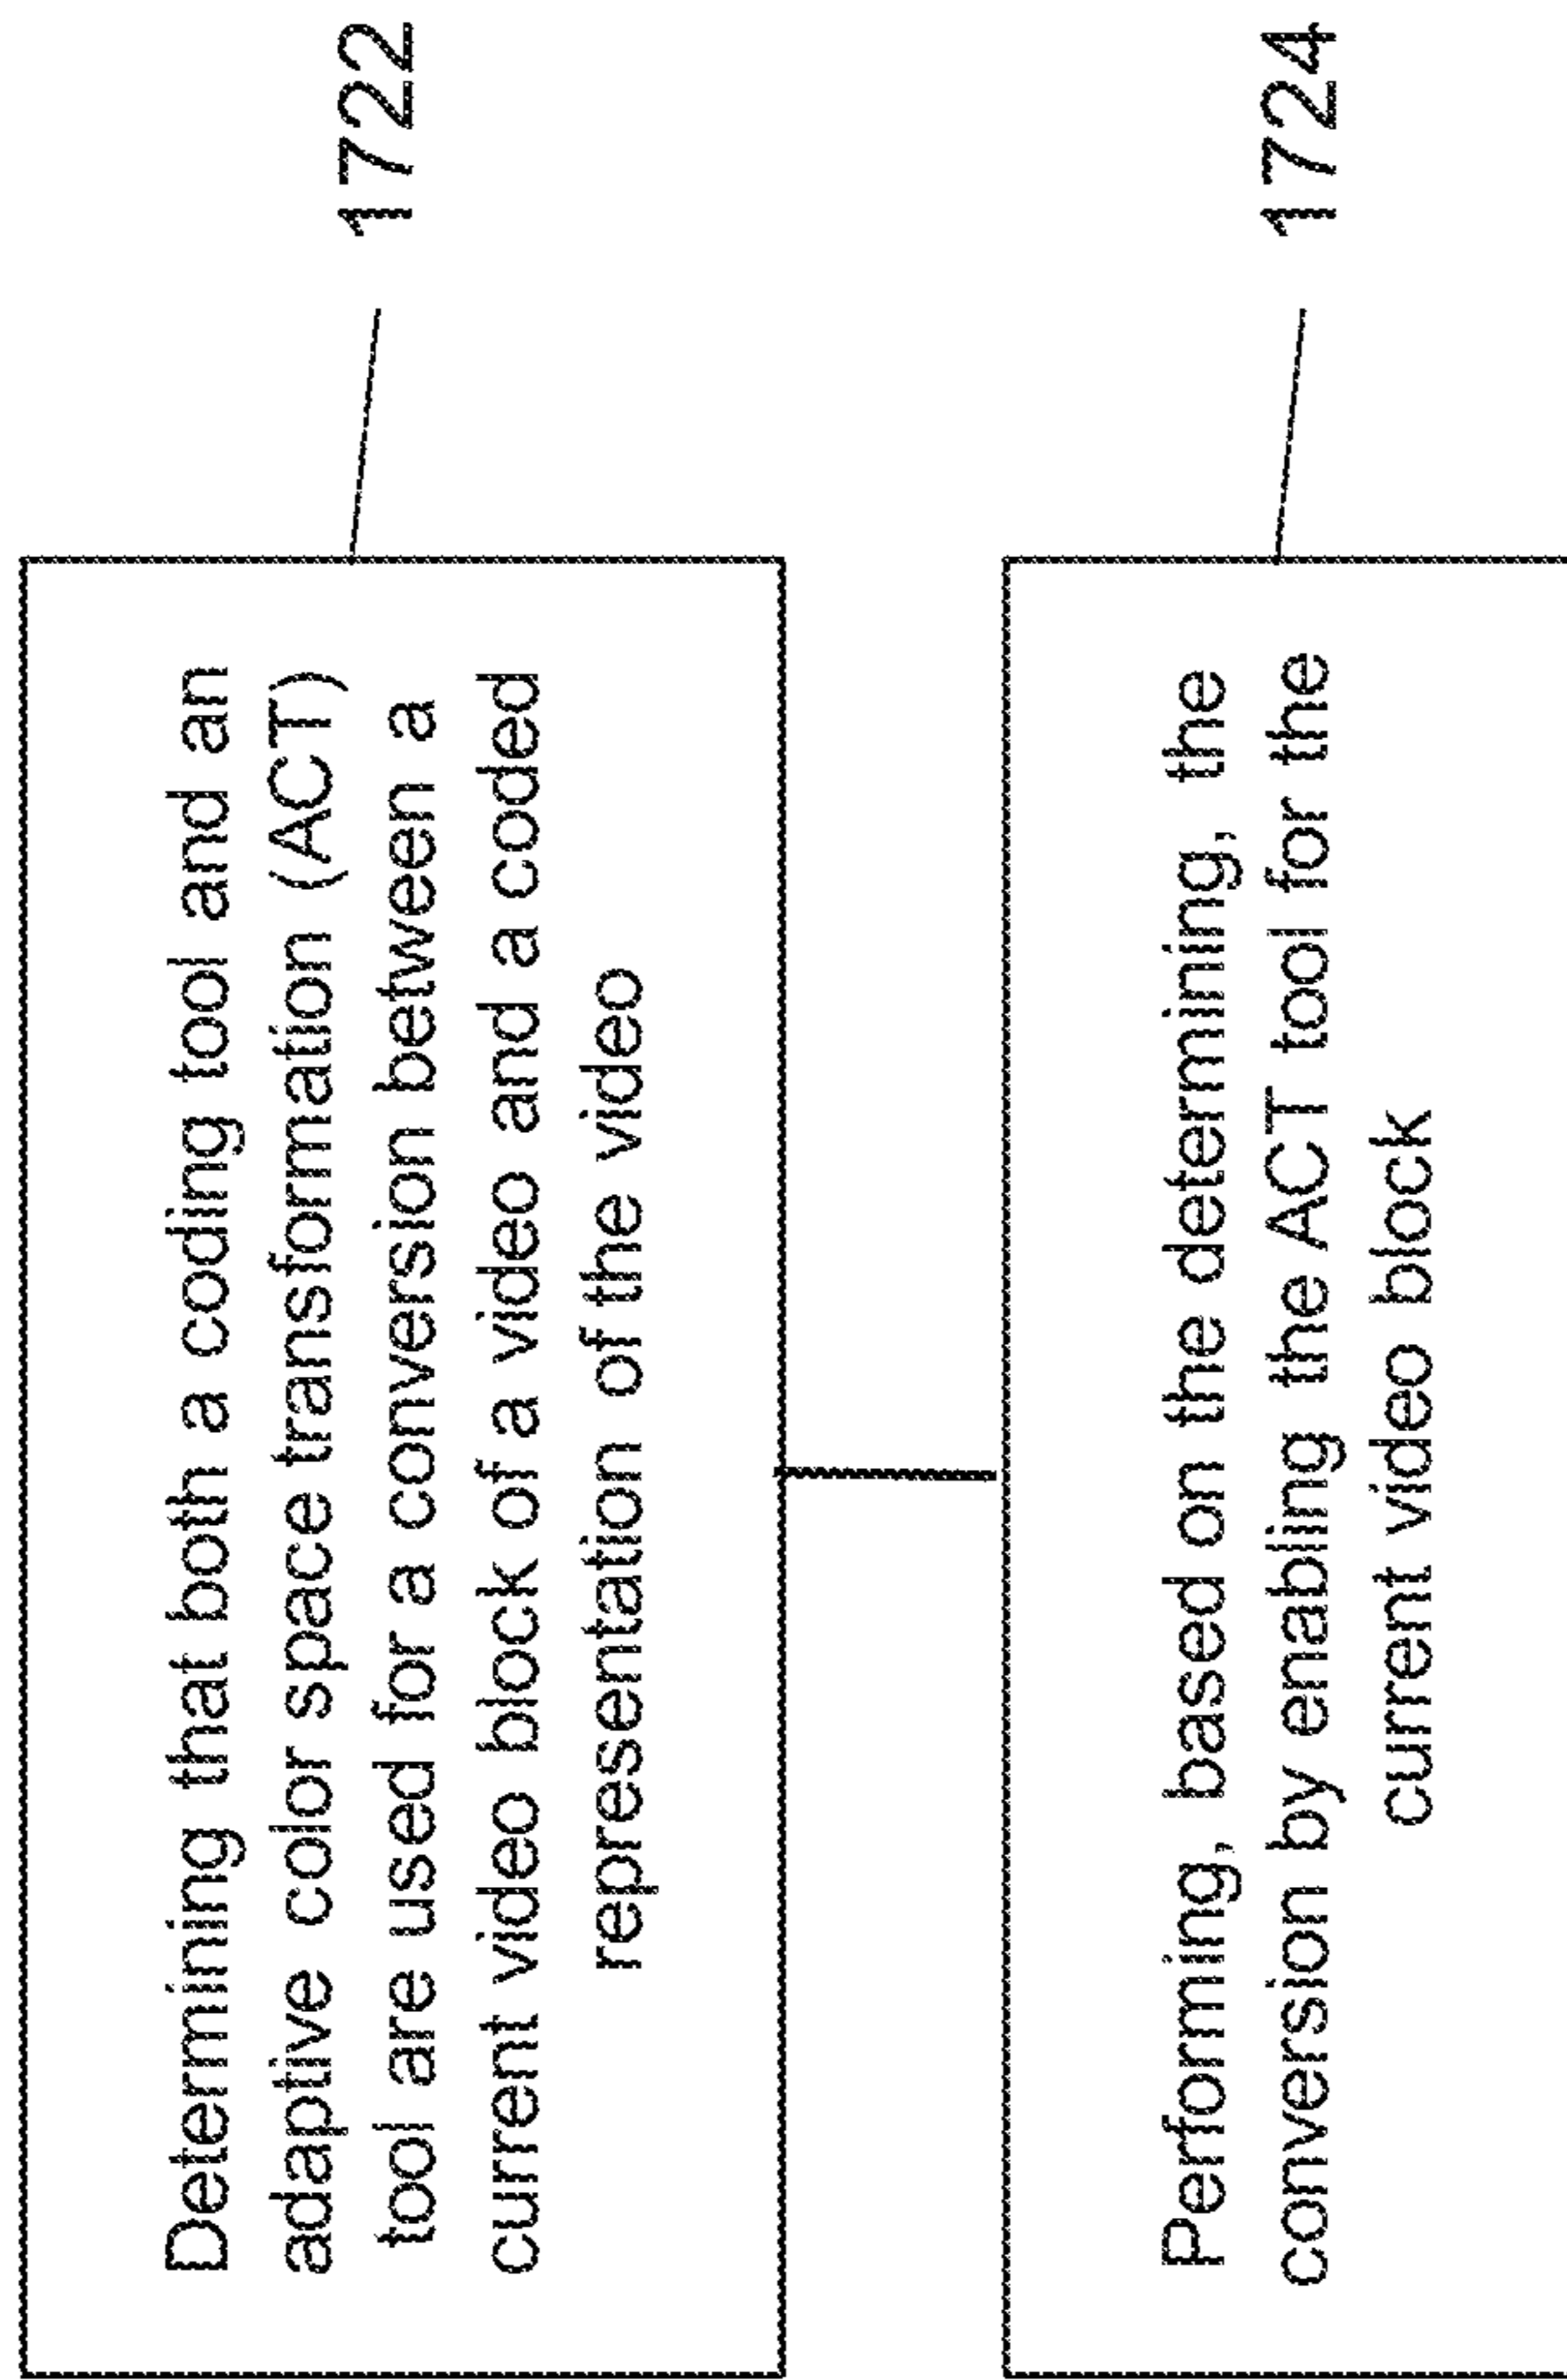 Determining that both a coding tool and an
adaptive color space transformation (ACT)
tool are used for a conversion between a
current video block of a video and a coded
representation of the video
1722
Performing, based on the determining, the
conversion by enabling the ACT tool for the
current video block
1724